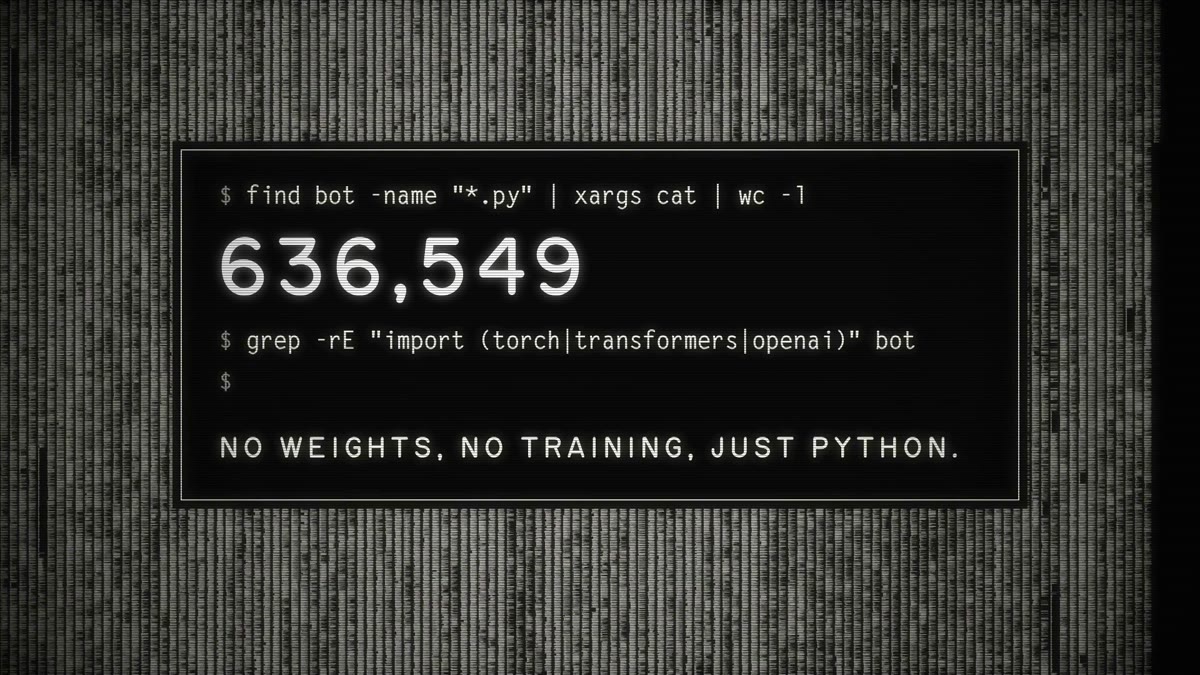 $ find bot -name "*.py" | xargs cat | wc -l
636,549
$ grep -rE "import (torch|transformers|openai)" bot
$
NO WEIGHTS, NO TRAINING, JUST PYTHON.